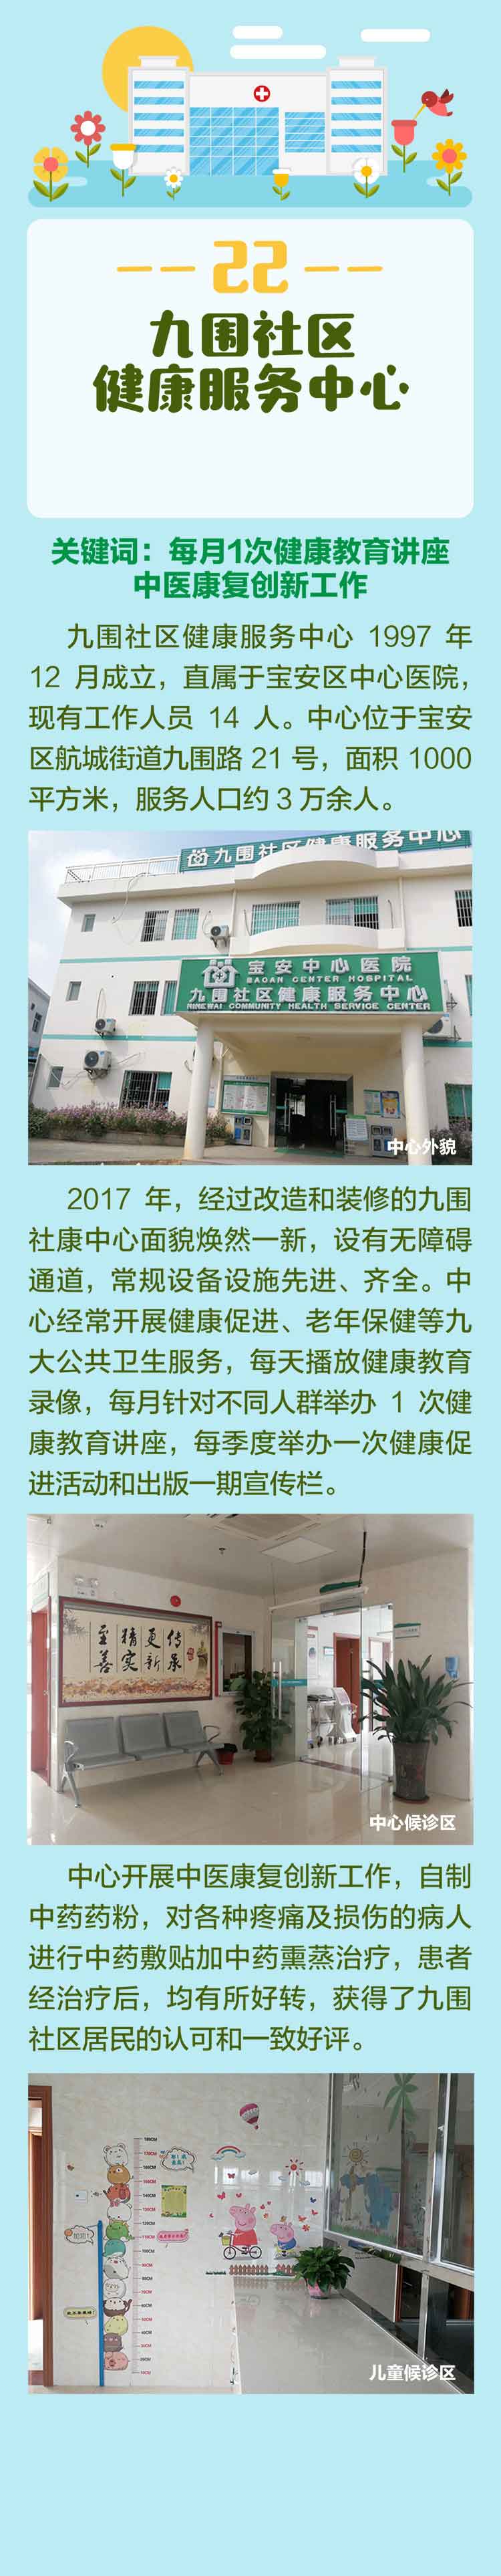 22
九围社区
健康服务中心
关键词：每月1次健康教育讲座
中医康复创新工作
九围社区健康服务中心 1997 年
12 月成立，直属于宝安区中心医院，
现有工作人员 14 人。中心位于宝安
区航城街道九围路 21 号，面积 1000
平方米，服务人口约 3 万余人。
九围社区健康服务中心
宝安中心医院
BAOAN CENTER HOSPITAL
九围社区健康服务中心
NINEWAI COMMUNITY HEALTH SERVICE CENTER
中心外貌
2017 年，经过改造和装修的九围
社康中心面貌焕然一新，设有无障碍
通道，常规设备设施先进、齐全。中
心经常开展健康促进、老年保健等九
大公共卫生服务，每天播放健康教育
录像，每月针对不同人群举办 1 次健
康教育讲座，每季度举办一次健康促
进活动和出版一期宣传栏。
至善 精实 更新 传承
中心候诊区
中心开展中医康复创新工作，自制
中药药粉，对各种疼痛及损伤的病人
进行中药敷贴加中药熏蒸治疗，患者
经治疗后，均有所好转，获得了九围
社区居民的认可和一致好评。
180CM
170CM
160CM
150CM
140CM
130CM
120CM
110CM
100CM
儿童候诊区